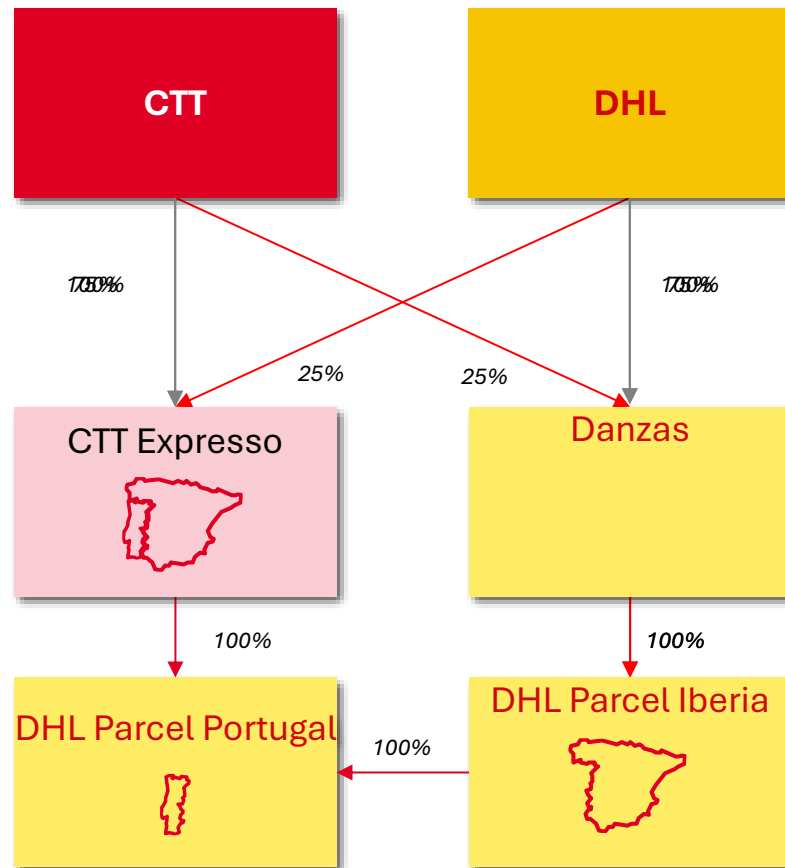 CTT
DHL
25%
25%
CTT Expresso
Danzas
100%
100%
DHL Parcel Portugal
DHL Parcel Iberia
100%